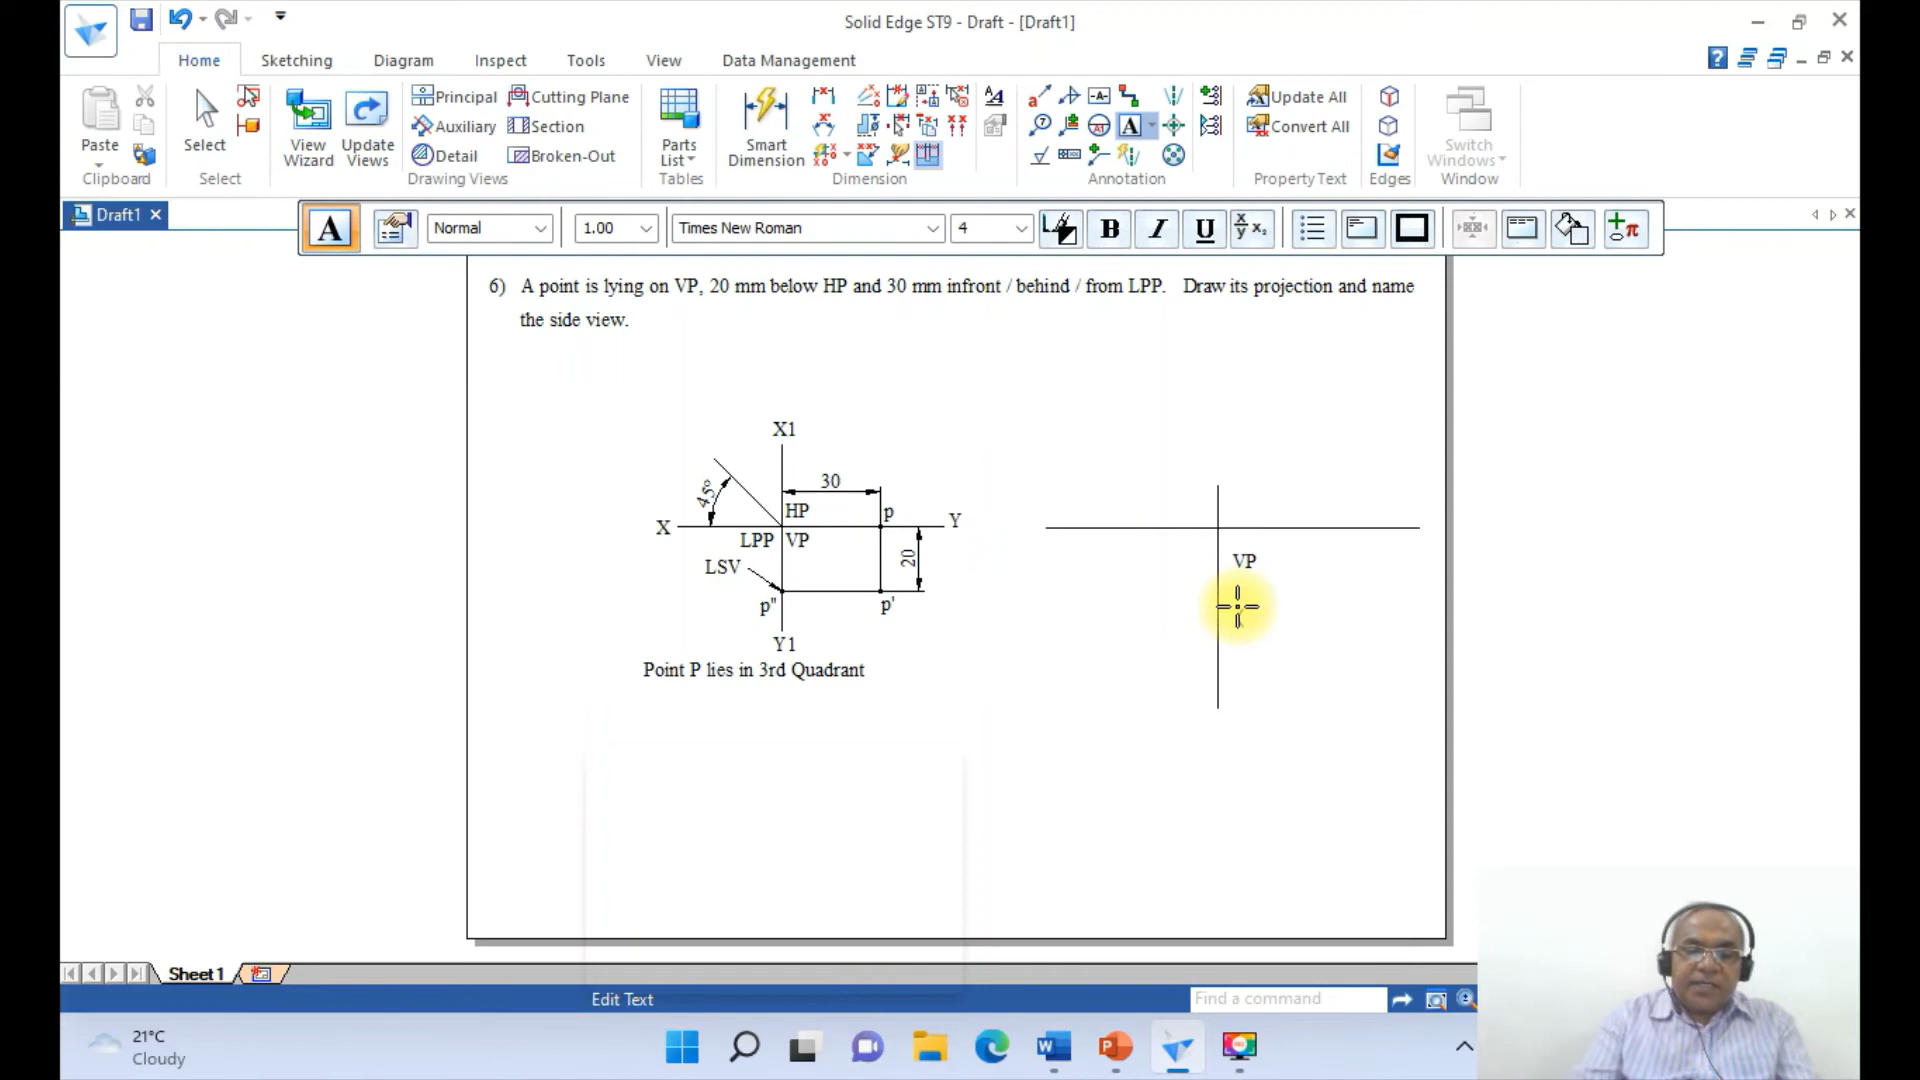 Solid Edge ST9 - Draft - [Draft1]
Home Sketching Diagram Inspect Tools View Data Management
Paste
Clipboard
Select
Select
View Wizard
Update Views
Principal
Auxiliary
Detail
Cutting Plane
Section
Broken-Out
Drawing Views
Parts List
Tables
Smart Dimension
Dimension
Annotation
Update All
Convert All
Property Text
Edges
Switch Windows
Window
Draft1
Normal 1.00 Times New Roman 4
6) A point is lying on VP, 20 mm below HP and 30 mm infront / behind / from LPP. Draw its projection and name
the side view.
X1
30
45°
HP p
X Y
LPP VP
20
LSV
p" p'
Y1
Point P lies in 3rd Quadrant
VP
Sheet1
Edit Text
Find a command
21°C
Cloudy